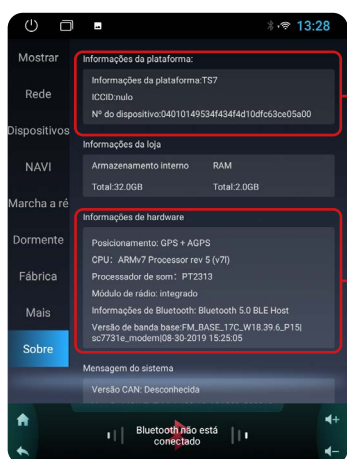 13:28
Mostrar
Rede
Dispositivos
NAVI
Marcha a ré
Dormente
Fábrica
Mais
Sobre
Informações da plataforma:
Informações da plataforma:TS7
ICCID:nulo
Nº do dispositivo:04010149534f434f4d10dfc63ce05a00
Informações da loja
Armazenamento interno RAM
Total:32.0GB Total:2.0GB
Informações de hardware
Posicionamento: GPS + AGPS
CPU: ARMv7 Processor rev 5 (v7l)
Processador de som: PT2313
Módulo de rádio: integrado
Informações de Bluetooth: Bluetooth 5.0 BLE Host
Versão de banda base:FM_BASE_17C_W18.39.6_P15|
sc7731e_modem|08-30-2019 15:25:05
Mensagem do sistema
Versão CAN: Desconhecida
Bluetooth não está
conectado